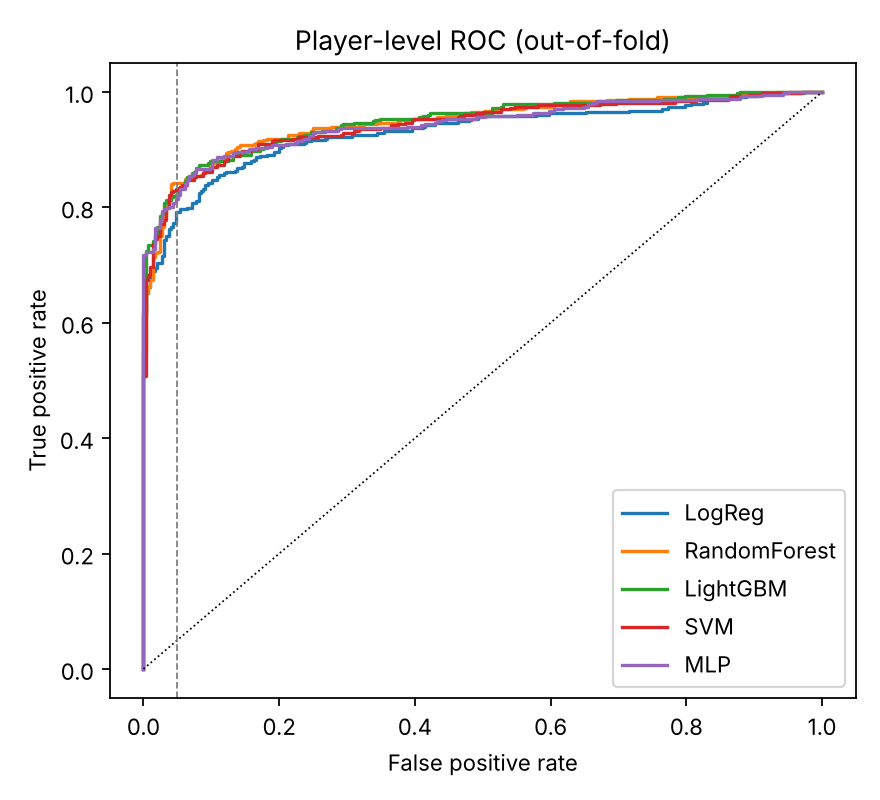 Player-level ROC (out-of-fold)
True positive rate
1.0
0.8
0.6
0.4
0.2
0.0
LogReg
RandomForest
LightGBM
SVM
MLP
0.0 0.2 0.4 0.6 0.8 1.0
False positive rate